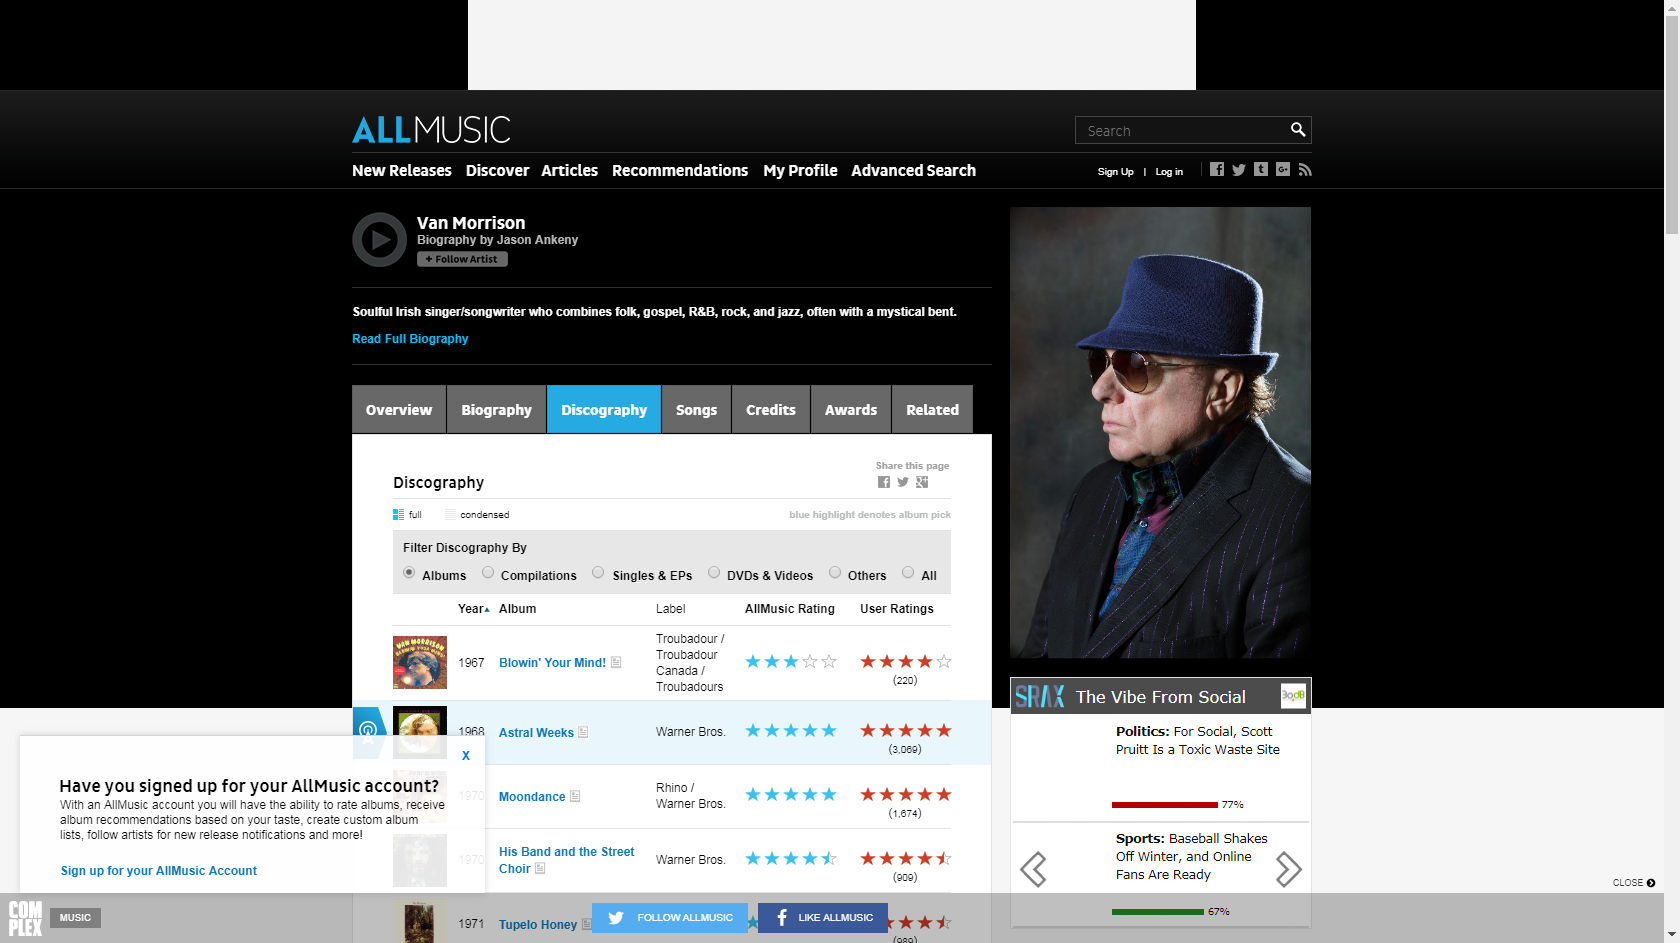 ALLMUSIC
Search
New Releases Discover Articles Recommendations My Profile Advanced Search
Sign Up | Log in
Van Morrison
Biography by Jason Ankeny
+ Follow Artist
Soulful Irish singer/songwriter who combines folk, gospel, R&B, rock, and jazz, often with a mystical bent.
Read Full Biography
Overview Biography Discography Songs Credits Awards Related
Share this page
Discography
full condensed
blue highlight denotes album pick
Filter Discography By
Albums Compilations Singles & EPs DVDs & Videos Others All
Year Album Label AllMusic Rating User Ratings
VAN MORRISON
1967 Blowin' Your Mind!
Troubadour /
Troubadour
Canada /
Troubadours
(220)
1968 Astral Weeks Warner Bros.
(3,069)
1970 Moondance
Rhino /
Warner Bros.
(1,674)
1970 His Band and the Street
Choir
Warner Bros.
(909)
1971 Tupelo Honey
(989)
X
Have you signed up for your AllMusic account?
With an AllMusic account you will have the ability to rate albums, receive
album recommendations based on your taste, create custom album
lists, follow artists for new release notifications and more!
Sign up for your AllMusic Account
SRAX The Vibe From Social
Politics: For Social, Scott
Pruitt Is a Toxic Waste Site
77%
Sports: Baseball Shakes
Off Winter, and Online
Fans Are Ready
67%
CLOSE
COM
PLEX
MUSIC
FOLLOW ALLMUSIC
LIKE ALLMUSIC